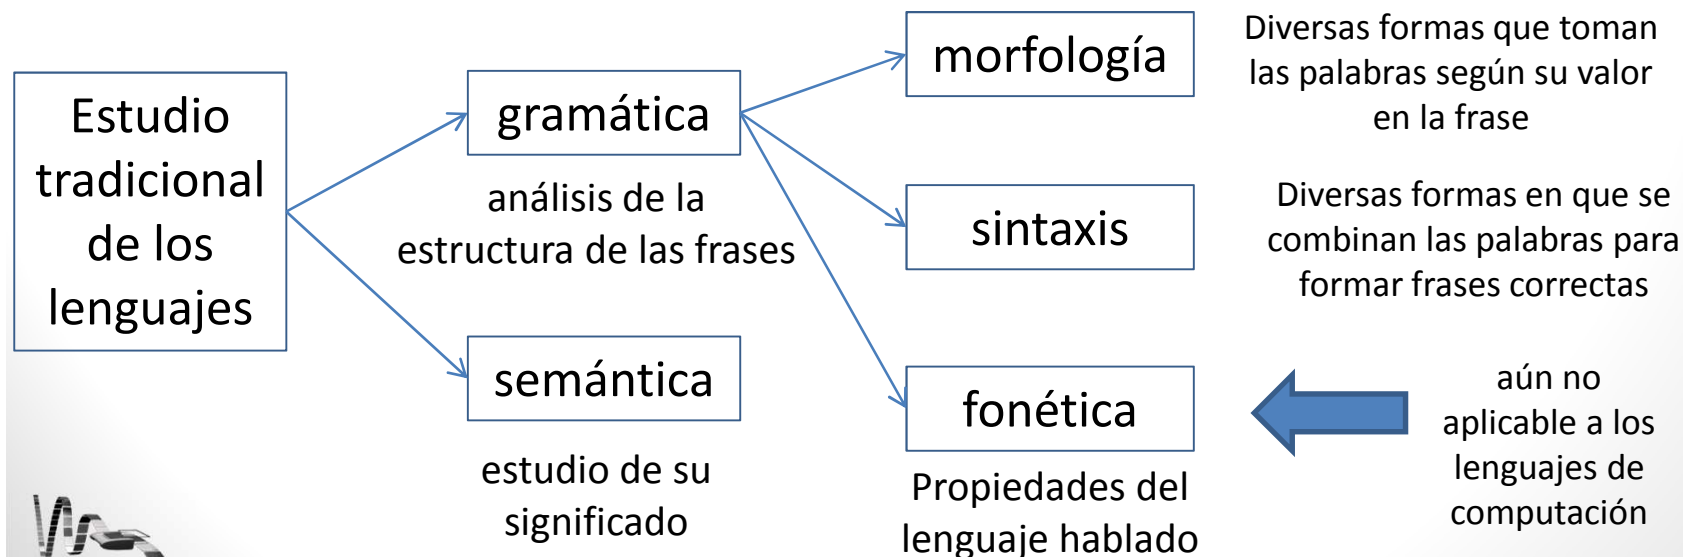 Estudio
tradicional
de los
lenguajes
gramática
análisis de la
estructura de las frases
semántica
estudio de su
significado
morfología
Diversas formas que toman
las palabras según su valor
en la frase
sintaxis
Diversas formas en que se
combinan las palabras para
formar frases correctas
fonética
Propiedades del
lenguaje hablado
aún no
aplicable a los
lenguajes de
computación